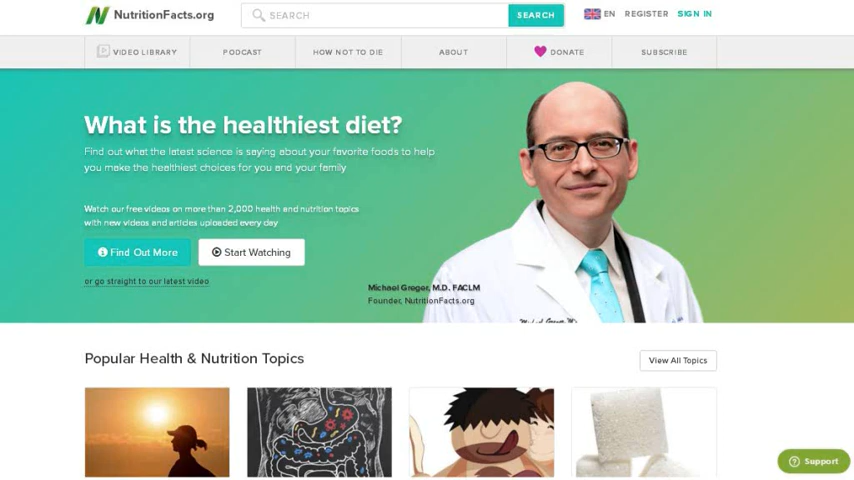 NutritionFacts.org
SEARCH
SEARCH
EN
REGISTER
SIGN IN
VIDEO LIBRARY
PODCAST
HOW NOT TO DIE
ABOUT
DONATE
SUBSCRIBE
What is the healthiest diet?
Find out what the latest science is saying about your favorite foods to help
you make the healthiest choices for you and your family
Watch our free videos on more than 2,000 health and nutrition topics
with new videos and articles uploaded every day
Find Out More
Start Watching
or go straight to our latest video
Michael Greger, M.D. FACLM
Founder, NutritionFacts.org
Popular Health & Nutrition Topics
View All Topics
Support